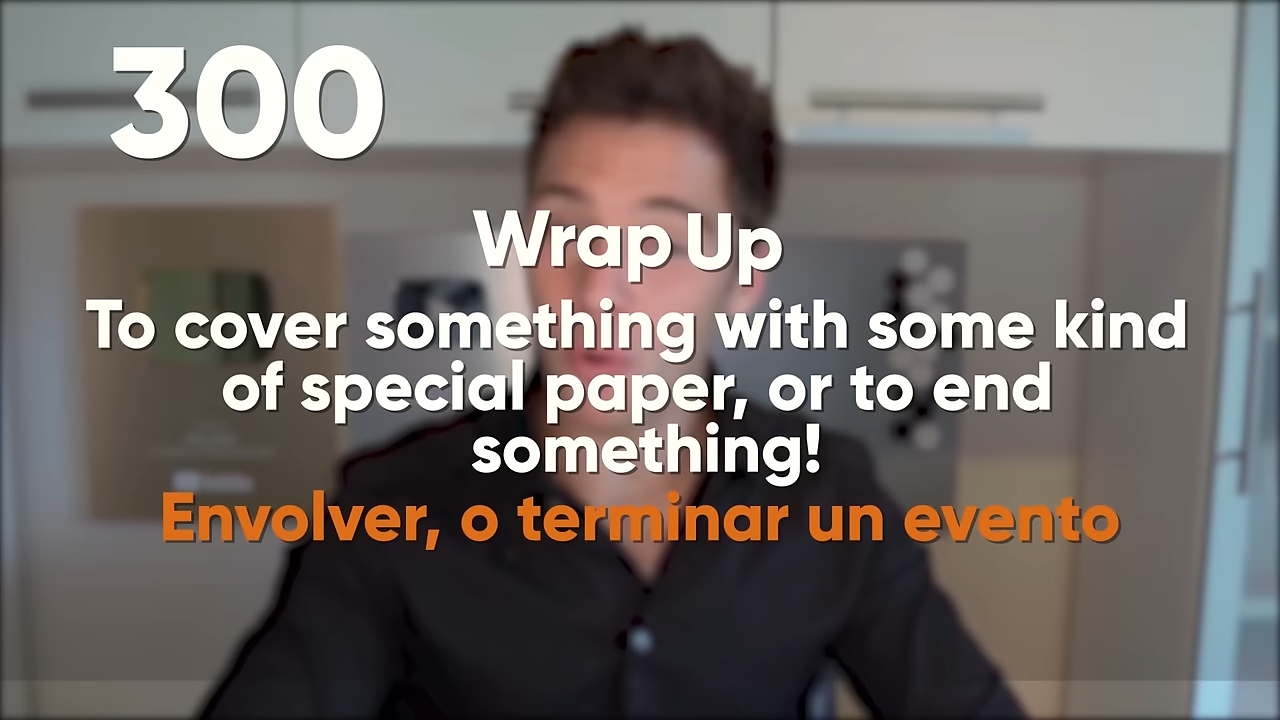 300
Wrap Up
To cover something with some kind
of special paper, or to end
something!
Envolver, o terminar un evento